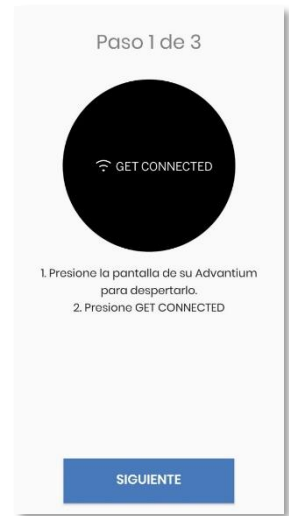 Paso 1 de 3
GET CONNECTED
1. Presione la pantalla de su Advantium
para despertarlo.
2. Presione GET CONNECTED
SIGUIENTE